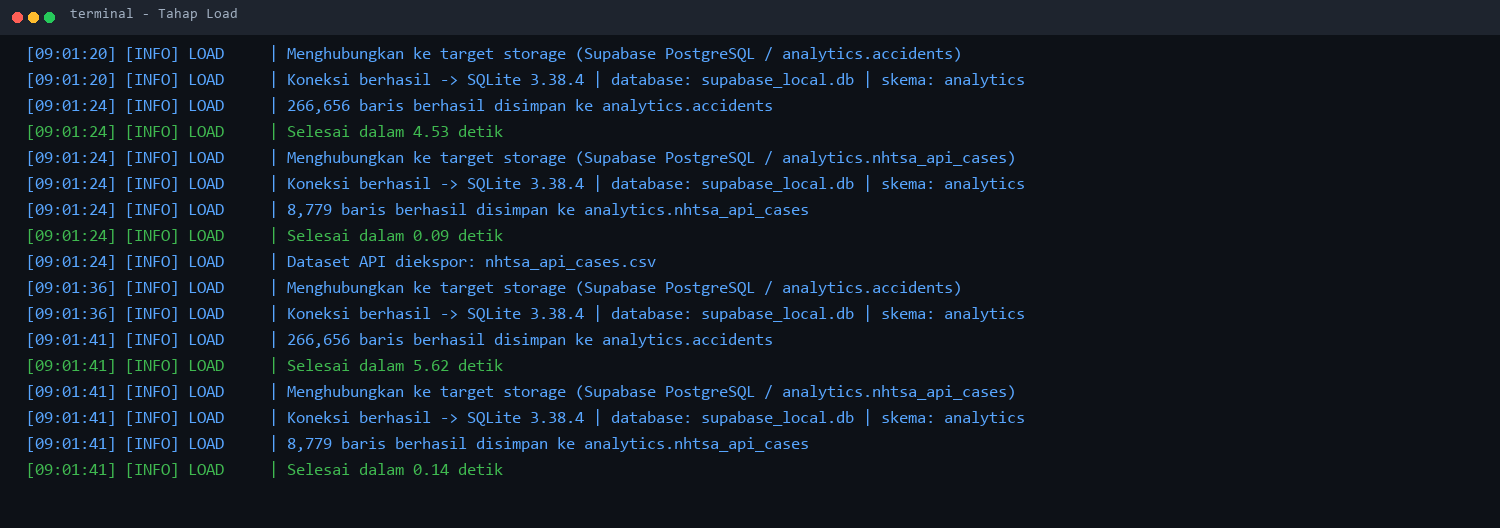 terminal - Tahap Load
[09:01:20] [INFO] LOAD | Menghubungkan ke target storage (Supabase PostgreSQL / analytics.accidents)
[09:01:20] [INFO] LOAD | Koneksi berhasil -> SQLite 3.38.4 | database: supabase_local.db | skema: analytics
[09:01:24] [INFO] LOAD | 266,656 baris berhasil disimpan ke analytics.accidents
[09:01:24] [INFO] LOAD | Selesai dalam 4.53 detik
[09:01:24] [INFO] LOAD | Menghubungkan ke target storage (Supabase PostgreSQL / analytics.nhtsa_api_cases)
[09:01:24] [INFO] LOAD | Koneksi berhasil -> SQLite 3.38.4 | database: supabase_local.db | skema: analytics
[09:01:24] [INFO] LOAD | 8,779 baris berhasil disimpan ke analytics.nhtsa_api_cases
[09:01:24] [INFO] LOAD | Selesai dalam 0.09 detik
[09:01:24] [INFO] LOAD | Dataset API diekspor: nhtsa_api_cases.csv
[09:01:36] [INFO] LOAD | Menghubungkan ke target storage (Supabase PostgreSQL / analytics.accidents)
[09:01:36] [INFO] LOAD | Koneksi berhasil -> SQLite 3.38.4 | database: supabase_local.db | skema: analytics
[09:01:41] [INFO] LOAD | 266,656 baris berhasil disimpan ke analytics.accidents
[09:01:41] [INFO] LOAD | Selesai dalam 5.62 detik
[09:01:41] [INFO] LOAD | Menghubungkan ke target storage (Supabase PostgreSQL / analytics.nhtsa_api_cases)
[09:01:41] [INFO] LOAD | Koneksi berhasil -> SQLite 3.38.4 | database: supabase_local.db | skema: analytics
[09:01:41] [INFO] LOAD | 8,779 baris berhasil disimpan ke analytics.nhtsa_api_cases
[09:01:41] [INFO] LOAD | Selesai dalam 0.14 detik